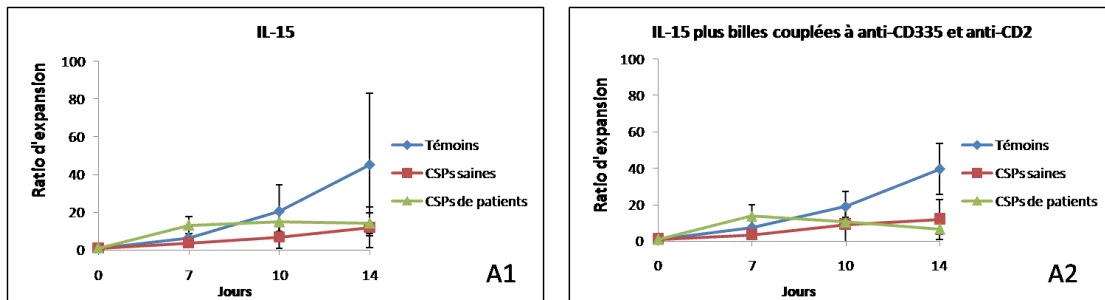 IL-15
Ratio d'expansion
100
80
60
40
20
0
0 7 10 14
Jours
Témoins
CSPs saines
CSPs de patients
A1
IL-15 plus billes couplées à anti-CD335 et anti-CD2
Ratio d'expansion
100
80
60
40
20
0
0 7 10 14
Jours
Témoins
CSPs saines
CSPs de patients
A2